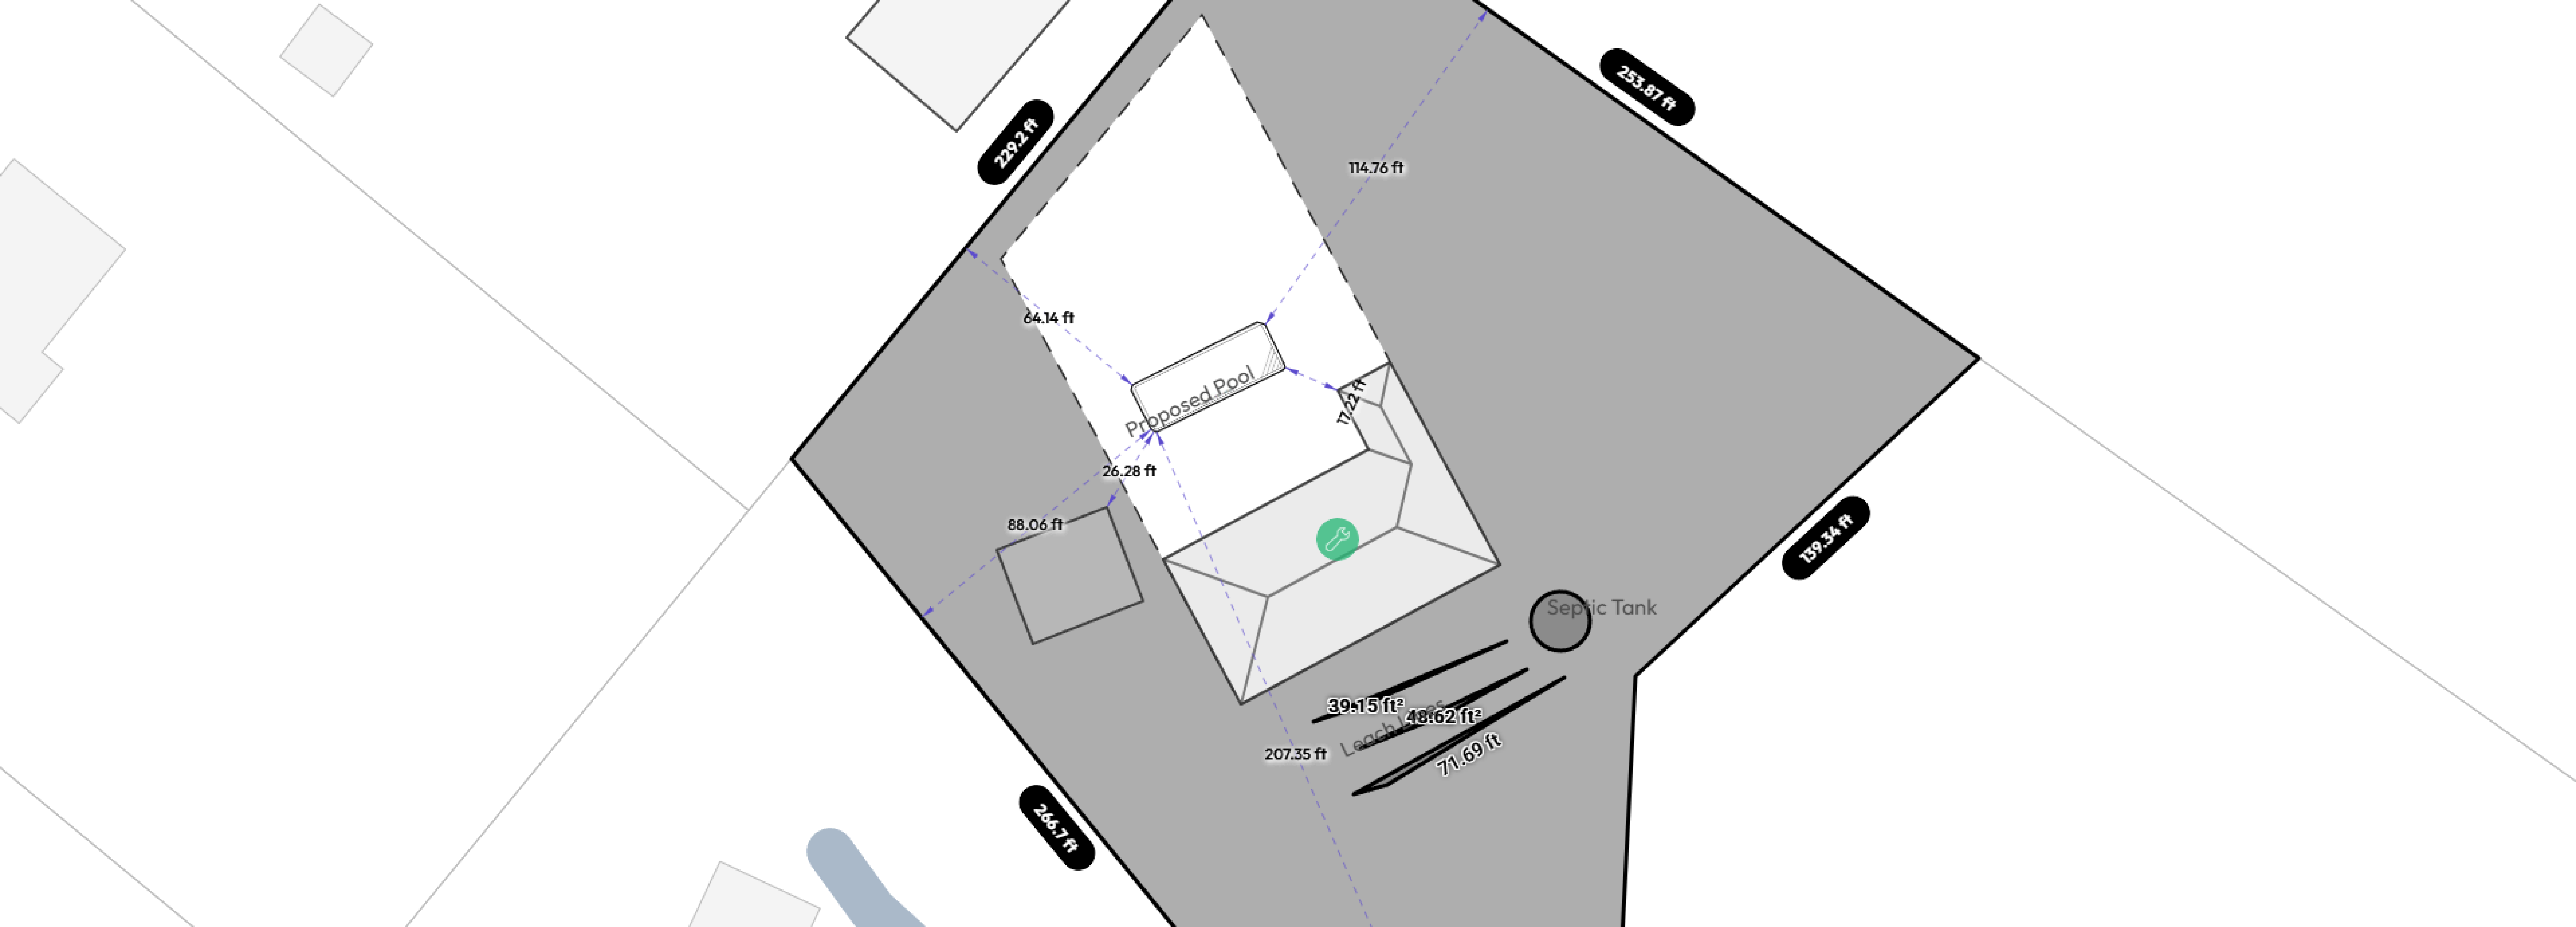 253.87 ft
229.2 ft
114.76 ft
64.14 ft
Proposed Pool
17.22 ft
26.28 ft
88.06 ft
139.34 ft
Septic Tank
39.15 ft²
48.62 ft²
Leach Lines
71.69 ft
207.35 ft
266.7 ft